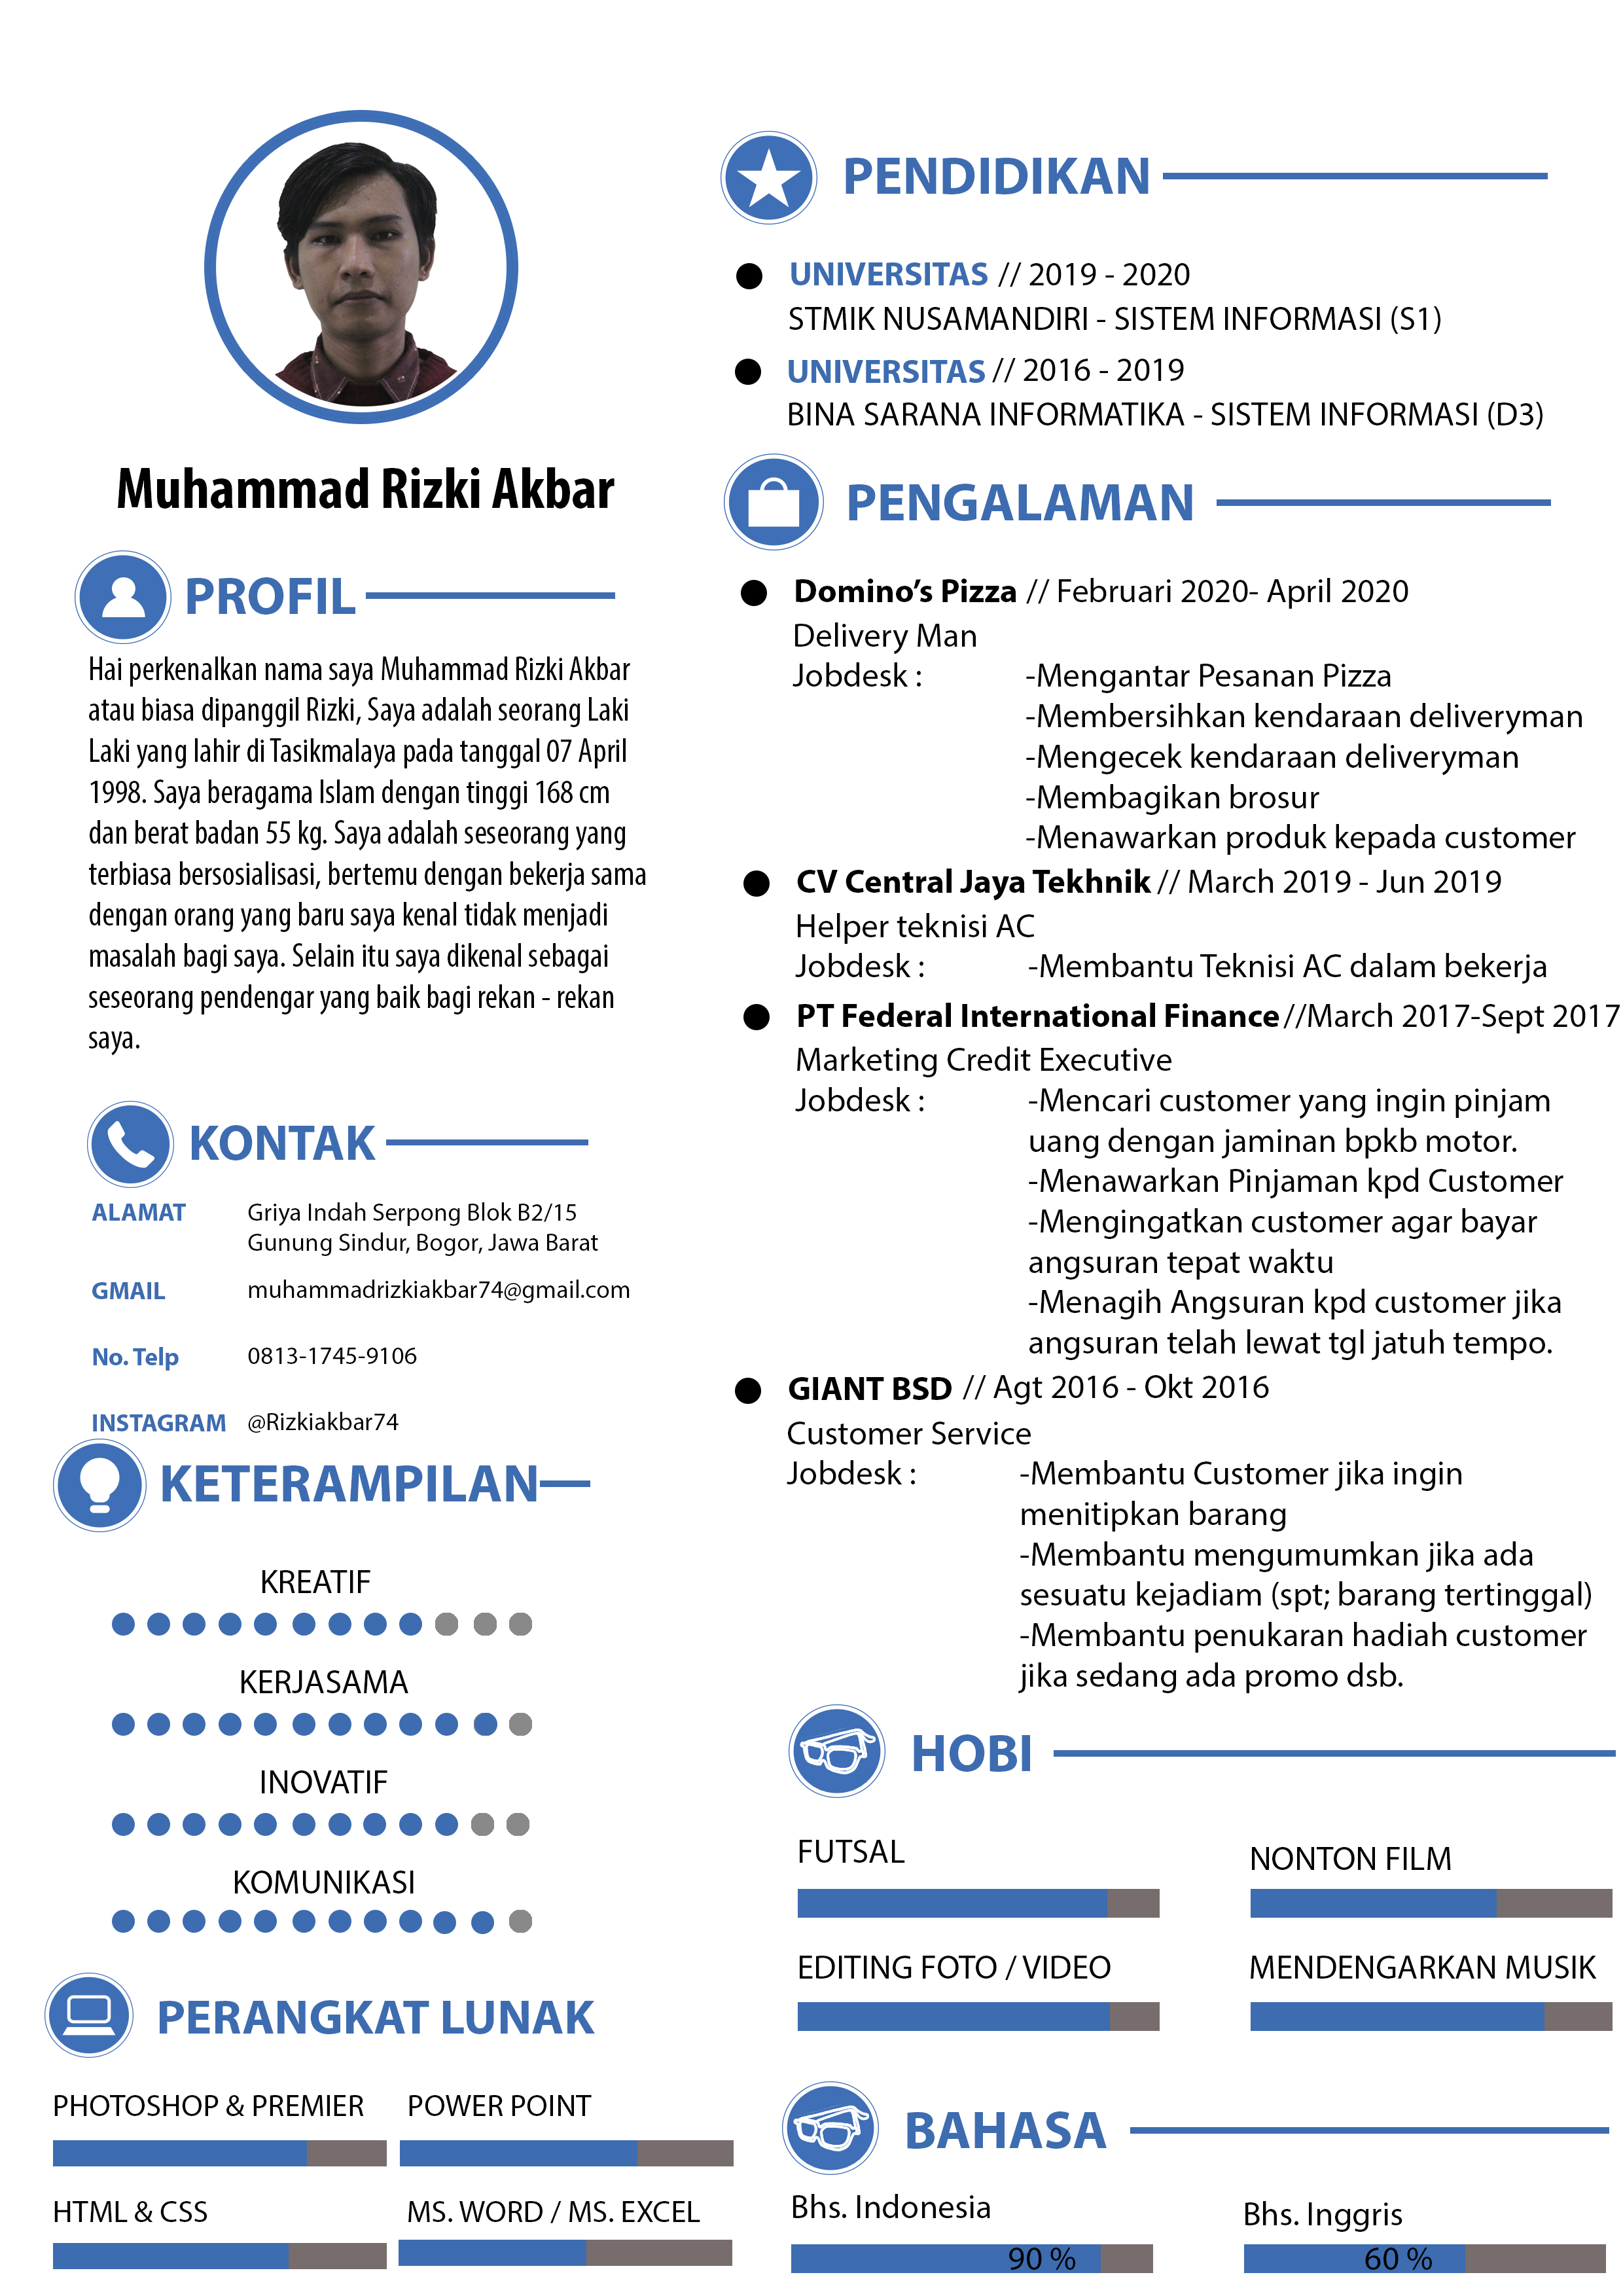 Muhammad Rizki Akbar
PROFIL
Hai perkenalkan nama saya Muhammad Rizki Akbar
atau biasa dipanggil Rizki, Saya adalah seorang Laki
Laki yang lahir di Tasikmalaya pada tanggal 07 April
1998. Saya beragama Islam dengan tinggi 168 cm
dan berat badan 55 kg. Saya adalah seseorang yang
terbiasa bersosialisasi, bertemu dengan bekerja sama
dengan orang yang baru saya kenal tidak menjadi
masalah bagi saya. Selain itu saya dikenal sebagai
seseorang pendengar yang baik bagi rekan - rekan
saya.
KONTAK
ALAMAT Griya Indah Serpong Blok B2/15
Gunung Sindur, Bogor, Jawa Barat
GMAIL muhammadrizkiakbar74@gmail.com
No. Telp 0813-1745-9106
INSTAGRAM @Rizkiakbar74
KETERAMPILAN
KREATIF
KERJASAMA
INOVATIF
KOMUNIKASI
PERANGKAT LUNAK
PHOTOSHOP & PREMIER POWER POINT
HTML & CSS MS. WORD / MS. EXCEL
PENDIDIKAN
UNIVERSITAS // 2019 - 2020
STMIK NUSAMANDIRI - SISTEM INFORMASI (S1)
UNIVERSITAS // 2016 - 2019
BINA SARANA INFORMATIKA - SISTEM INFORMASI (D3)
PENGALAMAN
Domino's Pizza // Februari 2020- April 2020
Delivery Man
Jobdesk : -Mengantar Pesanan Pizza
-Membersihkan kendaraan deliveryman
-Mengecek kendaraan deliveryman
-Membagikan brosur
-Menawarkan produk kepada customer
CV Central Jaya Tekhnik // March 2019 - Jun 2019
Helper teknisi AC
Jobdesk : -Membantu Teknisi AC dalam bekerja
PT Federal International Finance //March 2017-Sept 2017
Marketing Credit Executive
Jobdesk : -Mencari customer yang ingin pinjam
uang dengan jaminan bpkb motor.
-Menawarkan Pinjaman kpd Customer
-Mengingatkan customer agar bayar
angsuran tepat waktu
-Menagih Angsuran kpd customer jika
angsuran telah lewat tgl jatuh tempo.
GIANT BSD // Agt 2016 - Okt 2016
Customer Service
Jobdesk : -Membantu Customer jika ingin
menitipkan barang
-Membantu mengumumkan jika ada
sesuatu kejadiam (spt; barang tertinggal)
-Membantu penukaran hadiah customer
jika sedang ada promo dsb.
HOBI
FUTSAL NONTON FILM
EDITING FOTO / VIDEO MENDENGARKAN MUSIK
BAHASA
Bhs. Indonesia Bhs. Inggris
90 % 60 %